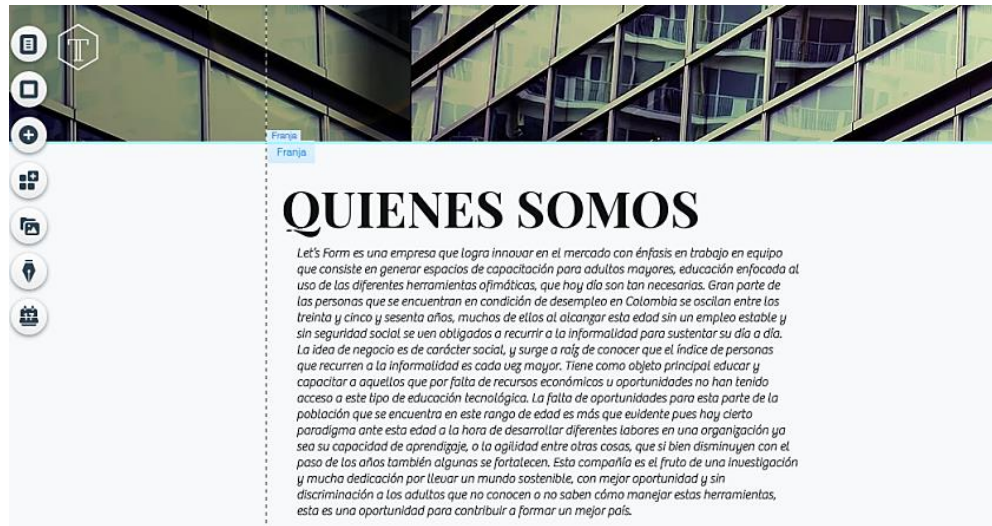 T
Franja
Franja
QUIENES SOMOS
Let's Form es una empresa que logra innovar en el mercado con énfasis en trabajo en equipo
que consiste en generar espacios de capacitación para adultos mayores, educación enfocada al
uso de las diferentes herramientas ofimáticas, que hoy día son tan necesarias. Gran parte de
las personas que se encuentran en condición de desempleo en Colombia se oscilan entre los
treinta y cinco y sesenta años, muchos de ellos al alcanzar esta edad sin un empleo estable y
sin seguridad social se ven obligados a recurrir a la informalidad para sustentar su día a día.
La idea de negocio es de carácter social, y surge a raíz de conocer que el índice de personas
que recurren a la informalidad es cada vez mayor. Tiene como objeto principal educar y
capacitar a aquellos que por falta de recursos económicos u oportunidades no han tenido
acceso a este tipo de educación tecnológica. La falta de oportunidades para esta parte de la
población que se encuentra en este rango de edad es más que evidente pues hay cierto
paradigma ante esta edad a la hora de desarrollar diferentes labores en una organización ya
sea su capacidad de aprendizaje, o la agilidad entre otras cosas, que si bien disminuyen con el
paso de los años también algunas se fortalecen. Esta compañía es el fruto de una investigación
y mucha dedicación por llevar un mundo sostenible, con mejor oportunidad y sin
discriminación a los adultos que no conocen o no saben cómo manejar estas herramientas,
esta es una oportunidad para contribuir a formar un mejor país.